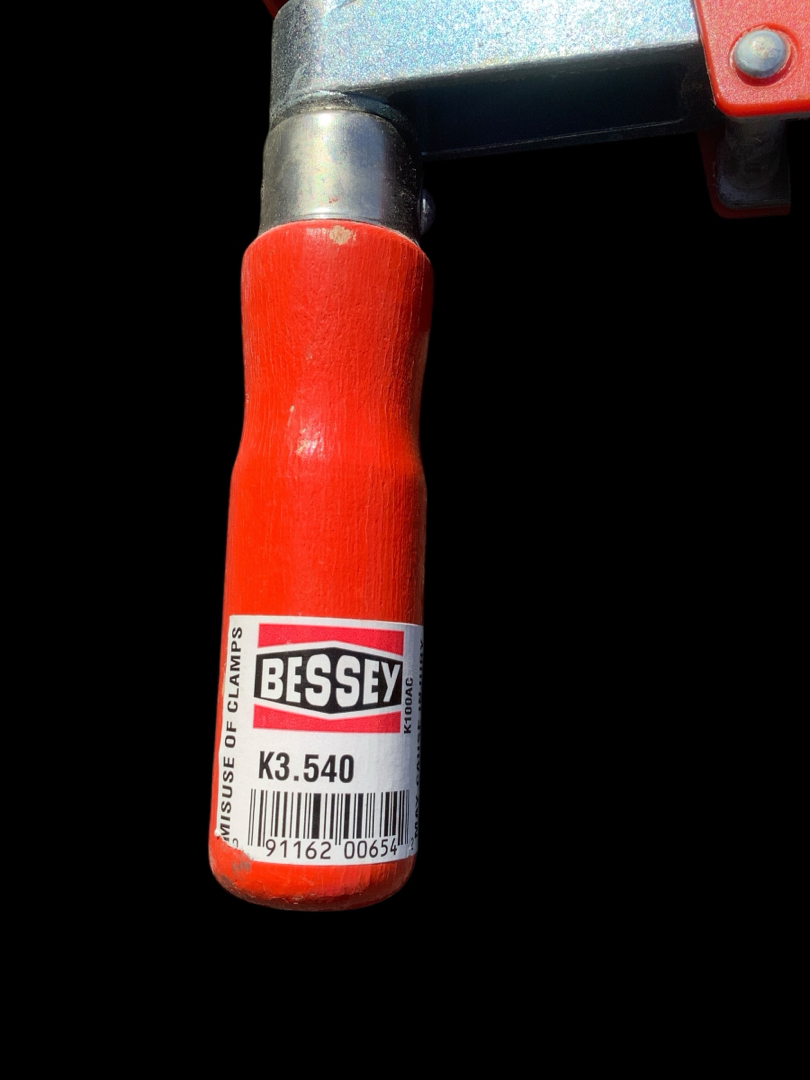 MISUSE OF CLAMPS
BESSEY
K100AC
K3.540
91162 00654